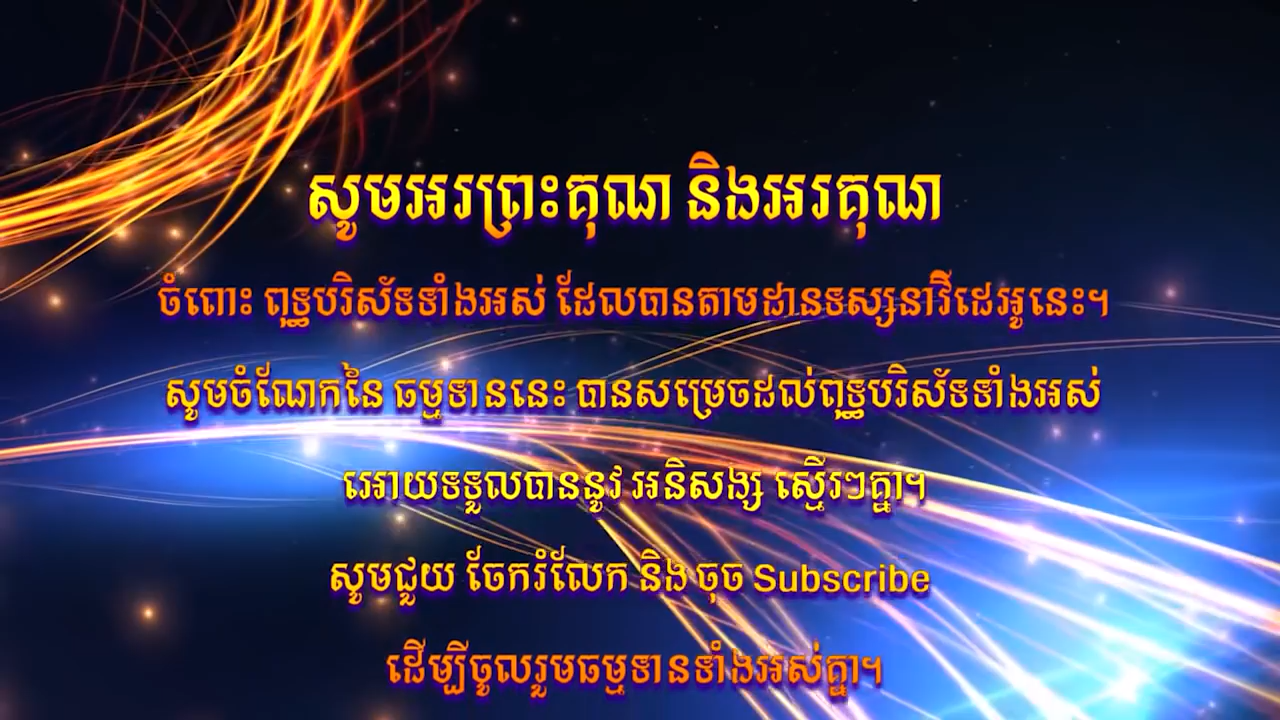 សូមអរព្រះគុណ និងអរគុណ
ចំពោះ ពុទ្ធបរិស័ទទាំងអស់ ដែលបានតាមដានទស្សនាវីដេអូនេះ។
សូមចំណែកនៃ ធម្មទាននេះ បានសម្រេចដល់ពុទ្ធបរិស័ទទាំងអស់
អោយទទួលបាននូវ អនិសង្ស ស្មើរៗគ្នា។
សូមជួយ ចែករំលែក និង ចុច Subscribe
ដើម្បីចូលរួមធម្មទានទាំងអស់គ្នា។